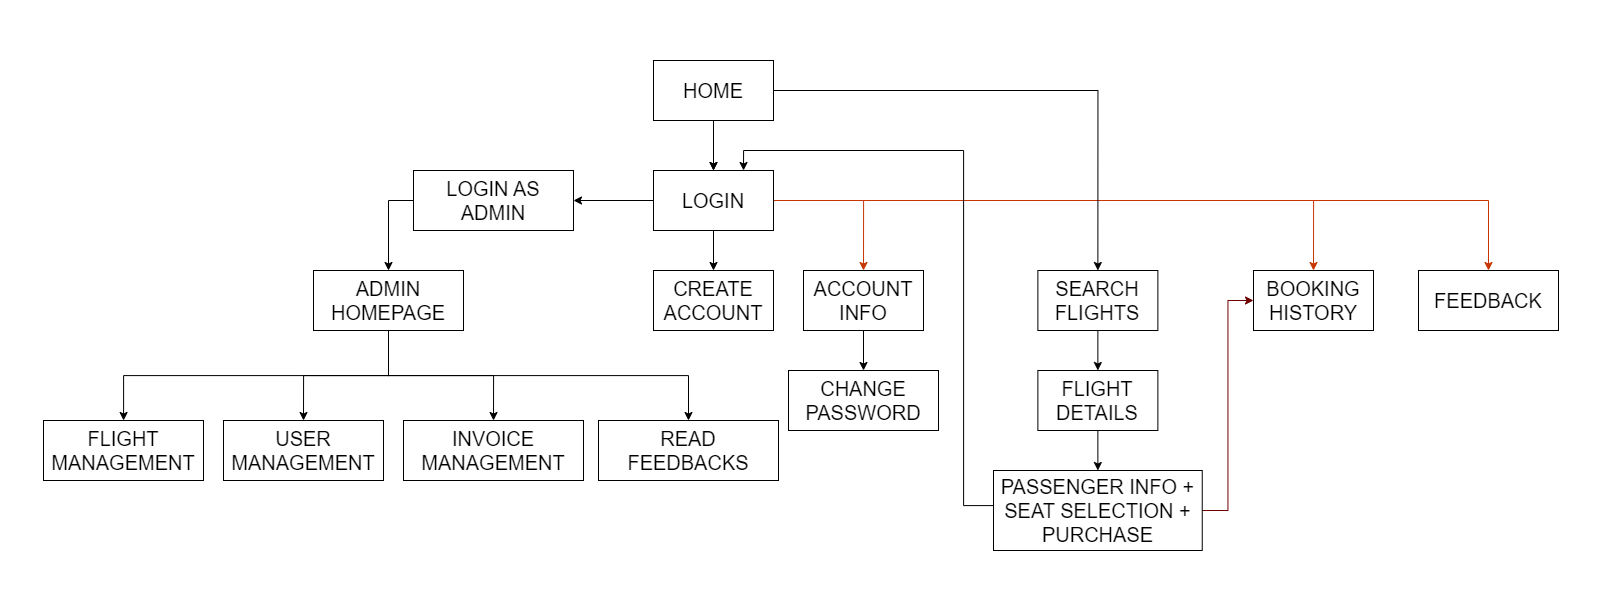 HOME
LOGIN AS
ADMIN
LOGIN
ADMIN
HOMEPAGE
CREATE
ACCOUNT
ACCOUNT
INFO
SEARCH
FLIGHTS
BOOKING
HISTORY
FEEDBACK
CHANGE
PASSWORD
FLIGHT
DETAILS
FLIGHT
MANAGEMENT
USER
MANAGEMENT
INVOICE
MANAGEMENT
READ
FEEDBACKS
PASSENGER INFO +
SEAT SELECTION +
PURCHASE